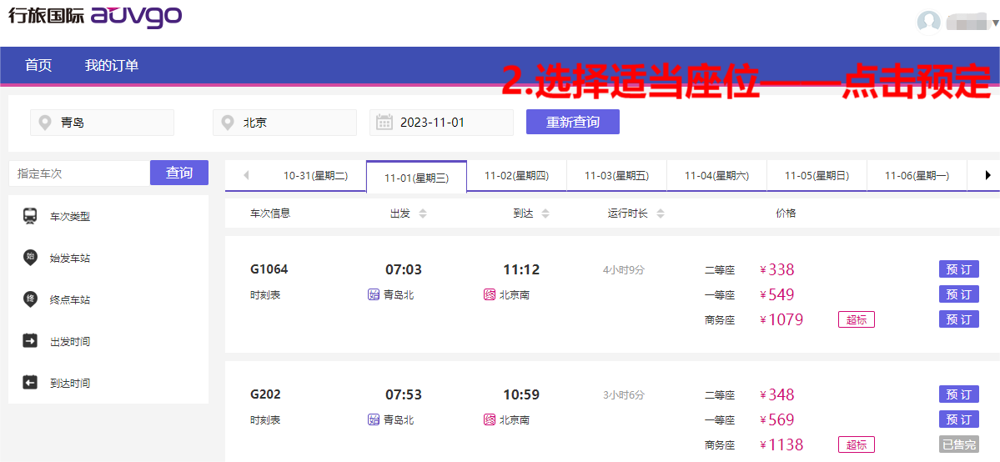 行旅国际 auvgo
首页 我的订单
2.选择适当座位——点击预定
青岛 北京 2023-11-01 重新查询
指定车次 查询
10-31(星期二) 11-01(星期三) 11-02(星期四) 11-03(星期五) 11-04(星期六) 11-05(星期日) 11-06(星期一)
车次类型
始 始发车站
终 终点车站
出发时间
到达时间
车次信息 出发 到达 运行时长 价格
G1064 07:03 11:12 4小时9分 二等座 ¥338 预 订
时刻表 始 青岛北 终 北京南 一等座 ¥549 预 订
商务座 ¥1079 超标 预 订
G202 07:53 10:59 3小时6分 二等座 ¥348 预 订
时刻表 始 青岛北 终 北京南 一等座 ¥569 预 订
商务座 ¥1138 超标 已售完